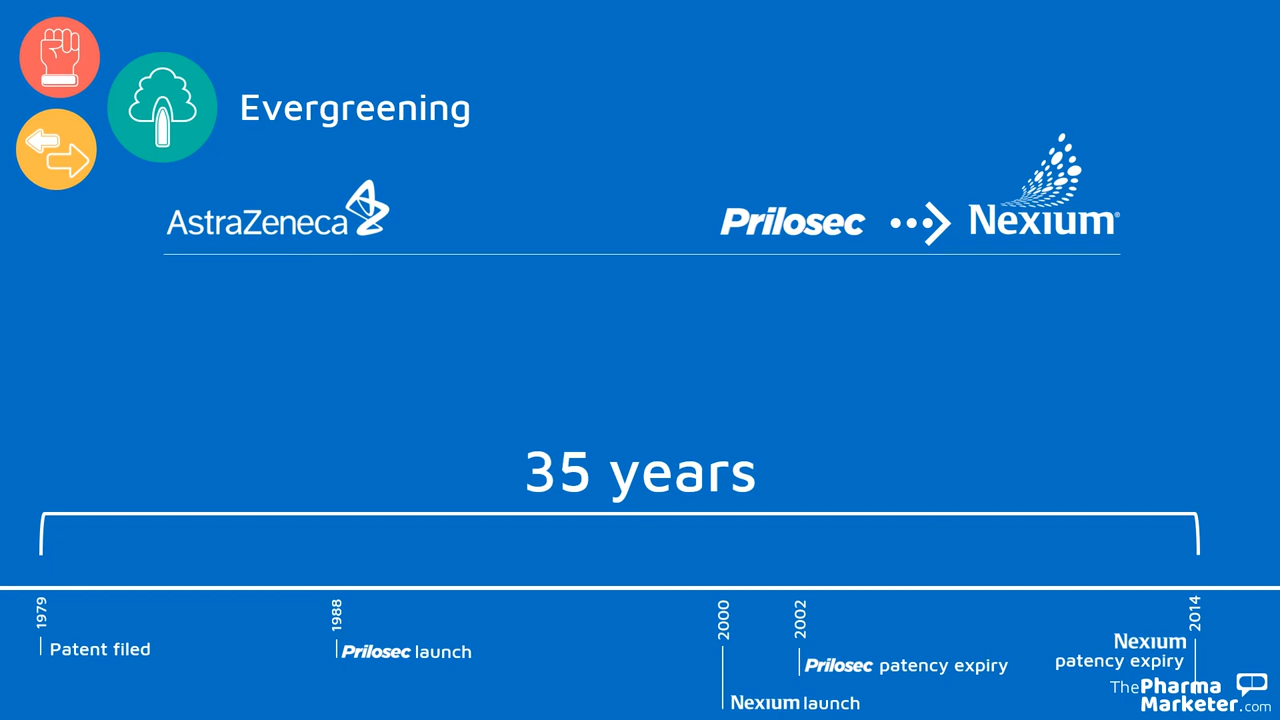 Evergreening
AstraZeneca
Prilosec
Nexium®
35 years
1979
Patent filed
1988
Prilosec launch
2000
Nexium launch
2002
Prilosec patency expiry
2014
Nexium
patency expiry
ThePharma
Marketer.com